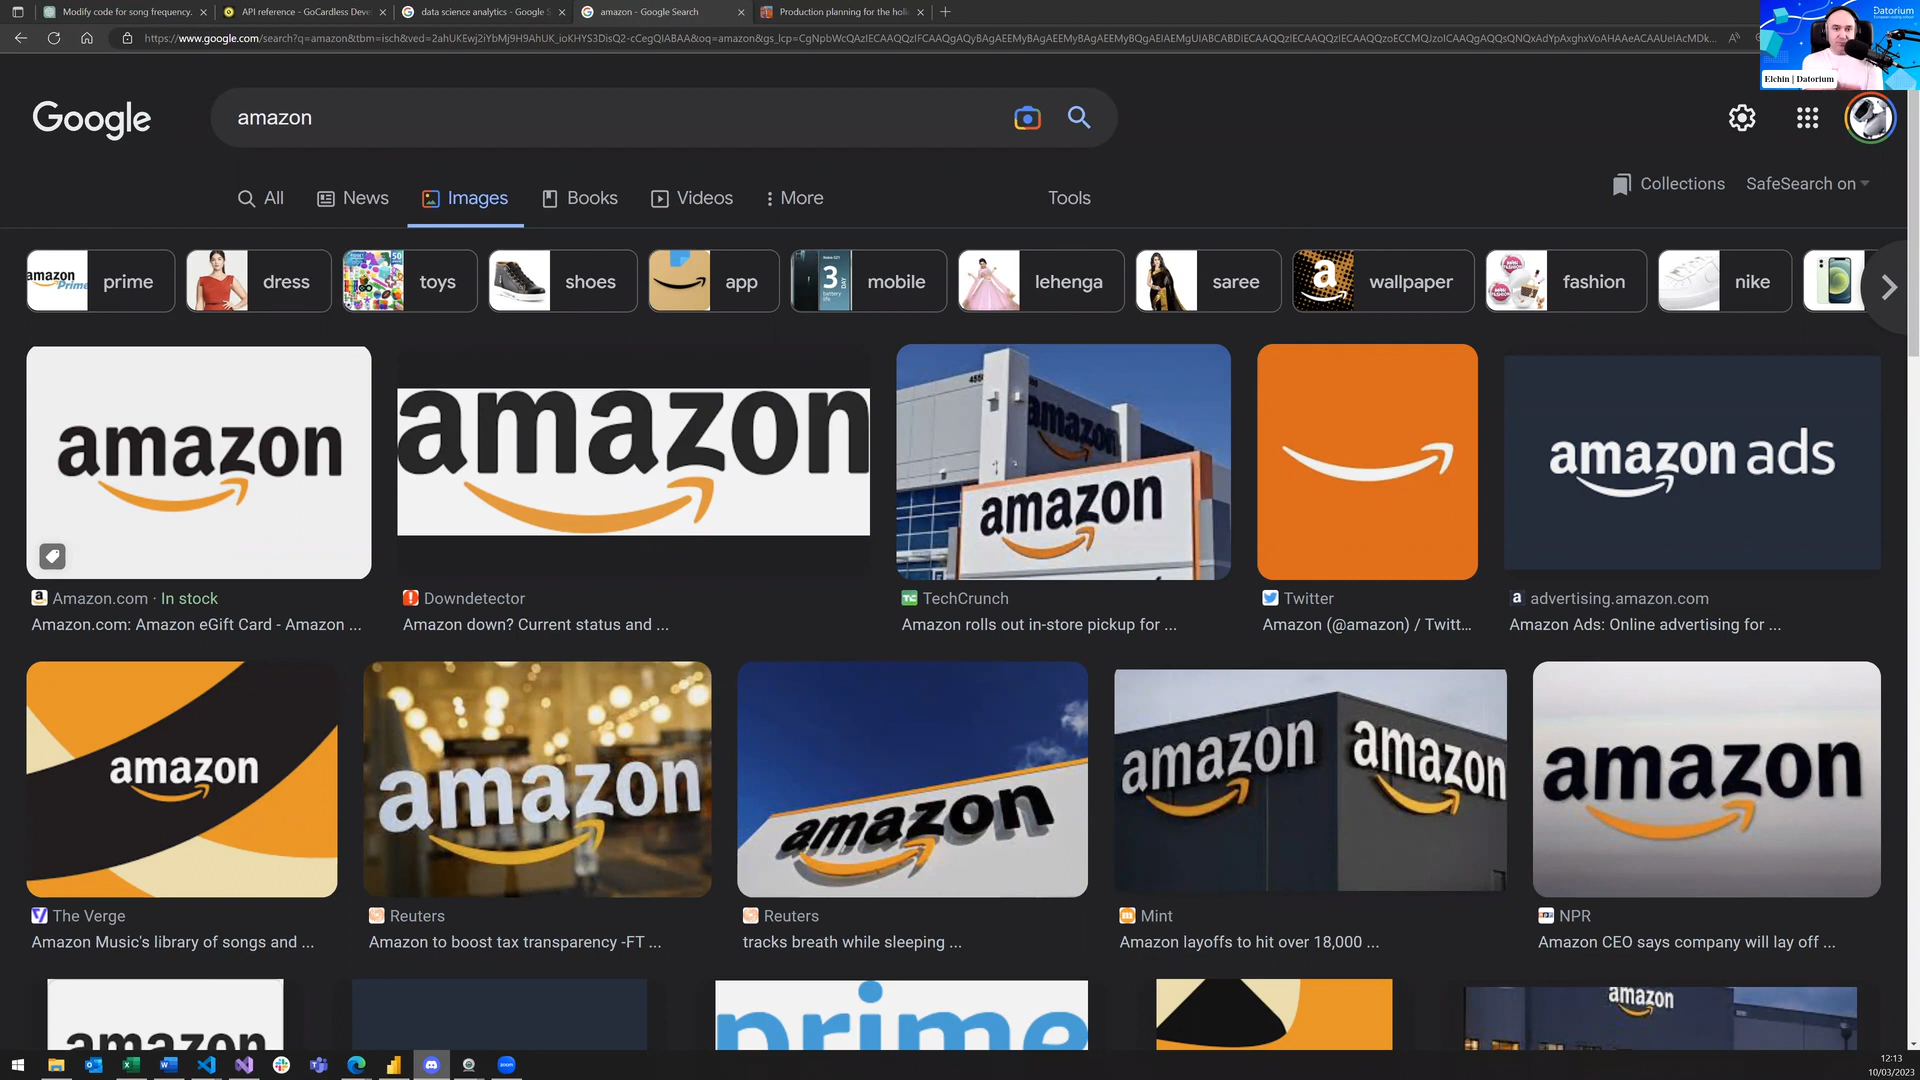 Modify code for song frequency.
API reference - GoCardless Deve
data science analytics - Google S
amazon - Google Search
Production planning for the holi
Datorium
Elchin | Datorium
Google
amazon
All
News
Images
Books
Videos
More
Tools
Collections
SafeSearch on
amazon Prime
prime
dress
toys
shoes
app
3 DAY
mobile
lehenga
saree
a
wallpaper
fashion
nike
amazon
amazon
amazon
amazon
amazon ads
Amazon.com · In stock
Amazon.com: Amazon eGift Card - Amazon ...
Downdetector
Amazon down? Current status and ...
TechCrunch
Amazon rolls out in-store pickup for ...
Twitter
Amazon (@amazon) / Twitt...
advertising.amazon.com
Amazon Ads: Online advertising for ...
amazon
amazon
amazon
amazon
amazon
amazon
The Verge
Amazon Music's library of songs and ...
Reuters
Amazon to boost tax transparency -FT ...
Reuters
tracks breath while sleeping ...
Mint
Amazon layoffs to hit over 18,000 ...
NPR
Amazon CEO says company will lay off ...
amazon
prime
amazon
12:13
10/03/2023